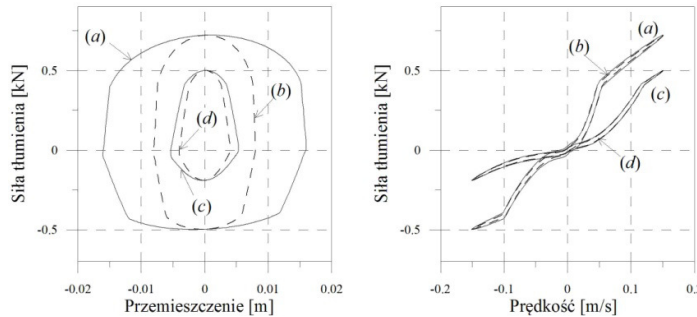 Siła tłumienia [kN]
0.5
0
-0.5
(a)
(b)
(d)
(c)
-0.02
-0.01
0
0.01
0.02
Przemieszczenie [m]
Siła tłumienia [kN]
0.5
0
-0.5
(a)
(b)
(c)
(d)
-0.2
-0.1
0
0.1
Prędkość [m/s]